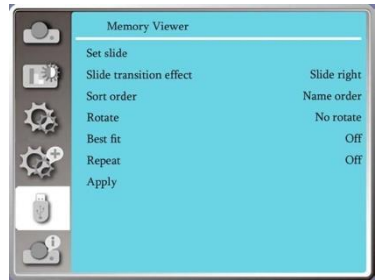 Memory Viewer
Set slide
Slide transition effect Slide right
Sort order Name order
Rotate No rotate
Best fit Off
Repeat Off
Apply